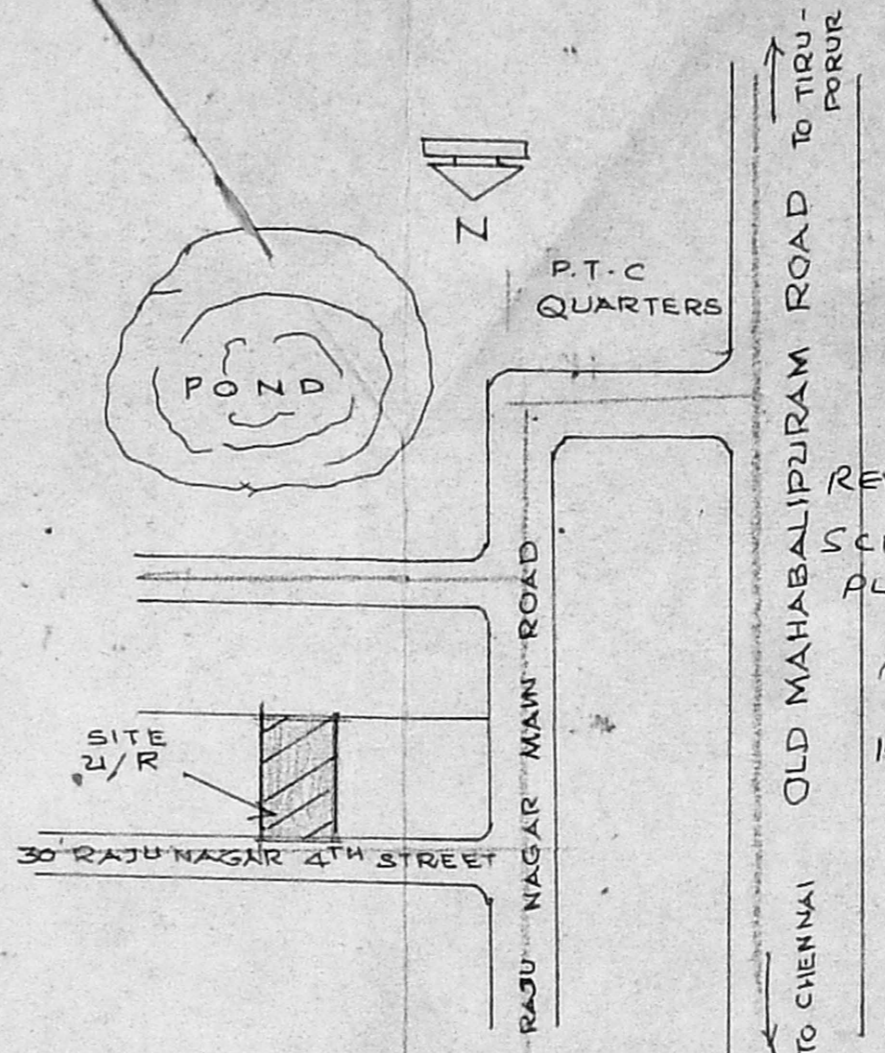 TO TIRU-
PORUR
N
P.T.C
QUARTERS
POND
OLD MAHABALIPURAM ROAD
RAJU NAGAR MAIN ROAD
SITE
U/R
30' RAJU NAGAR 4TH STREET
TO CHENNAI